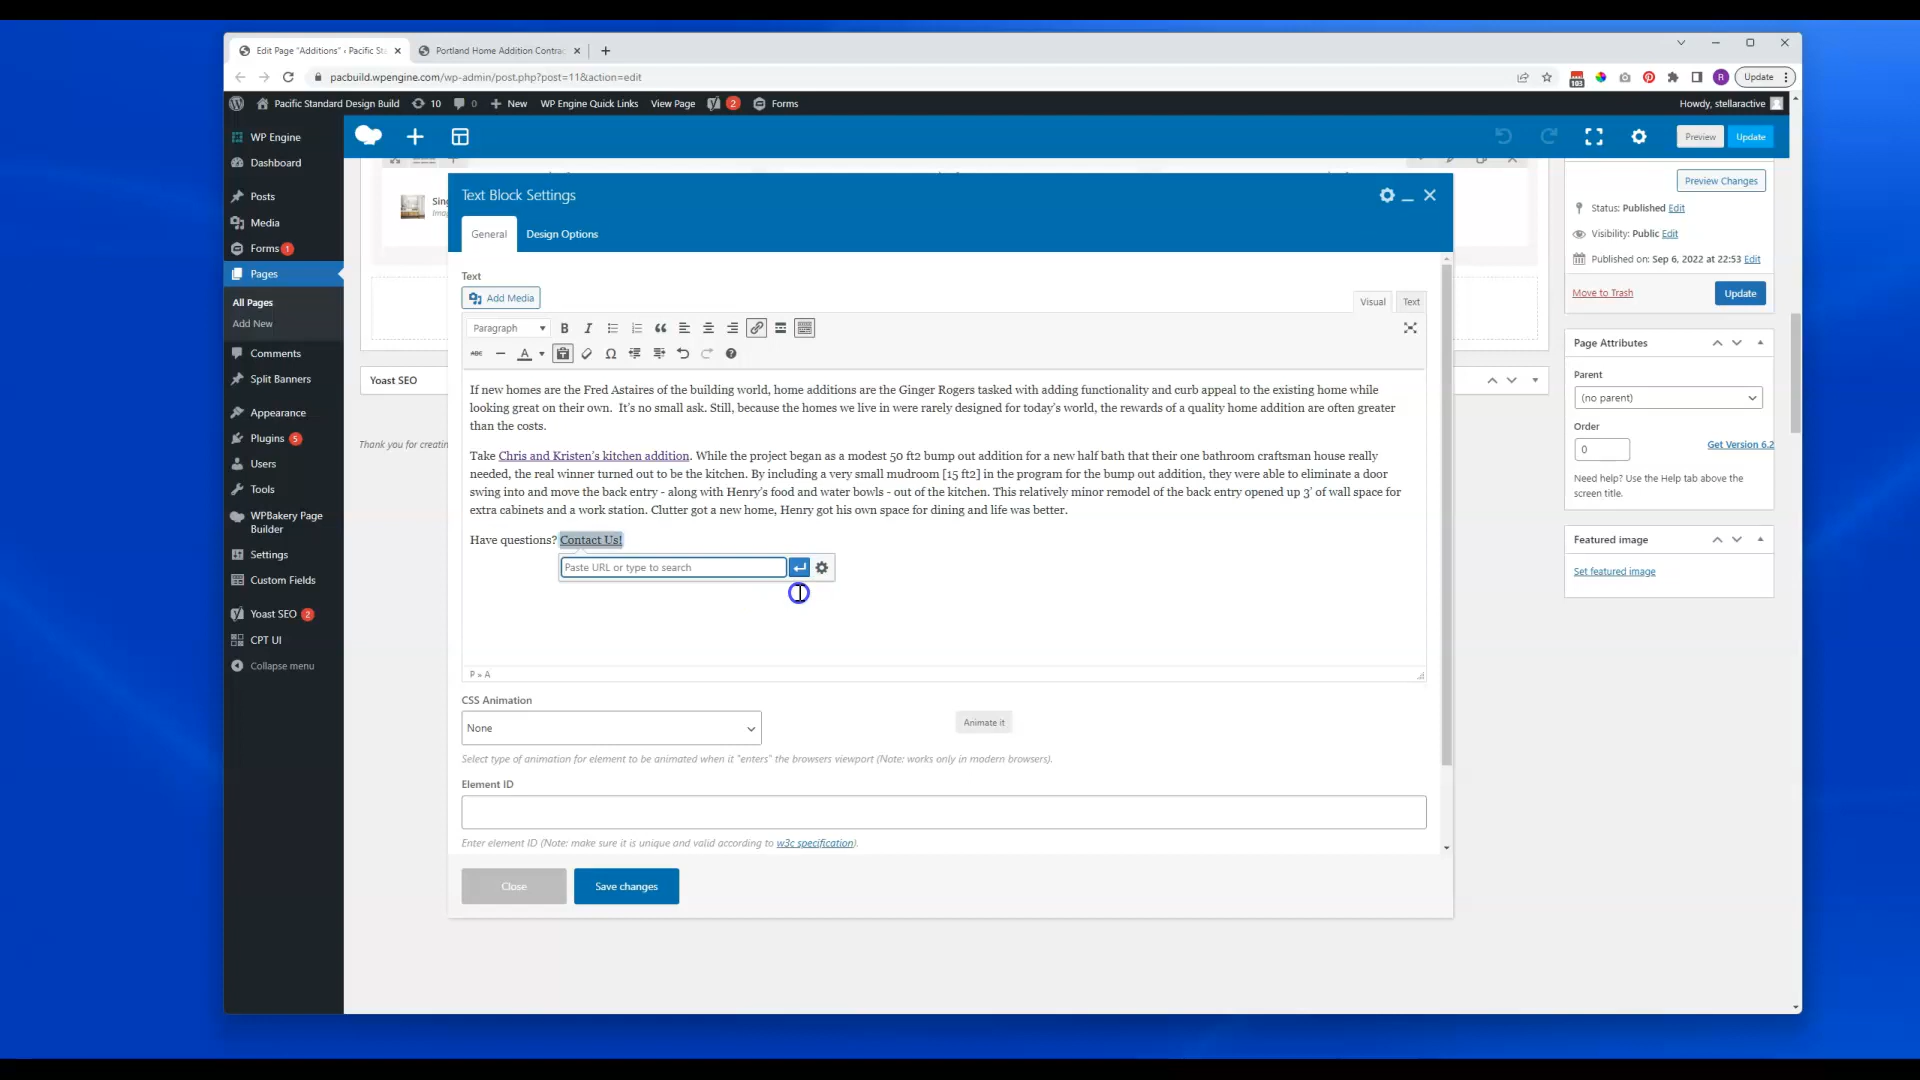 Edit Page "Additions" ‹ Pacific St
Portland Home Addition Contra
pacbuild.wpengine.com/wp-admin/post.php?post=11&action=edit
103
R
Update
Pacific Standard Design Build
10
0
New
WP Engine Quick Links
View Page
2
Forms
Howdy, stellaractive
WP Engine
Dashboard
Posts
Media
Forms 1
Pages
All Pages
Add New
Comments
Split Banners
Appearance
Plugins 5
Users
Tools
WPBakery Page
Builder
Settings
Custom Fields
Yoast SEO 2
CPT UI
Collapse menu
Preview
Update
Sing
Imag
Yoast SEO
Thank you for creatin
Text Block Settings
General
Design Options
Text
Add Media
Visual
Text
Paragraph
B
I
ABC
A
If new homes are the Fred Astaires of the building world, home additions are the Ginger Rogers tasked with adding functionality and curb appeal to the existing home while
looking great on their own. It's no small ask. Still, because the homes we live in were rarely designed for today's world, the rewards of a quality home addition are often greater
than the costs.
Take Chris and Kristen's kitchen addition. While the project began as a modest 50 ft2 bump out addition for a new half bath that their one bathroom craftsman house really
needed, the real winner turned out to be the kitchen. By including a very small mudroom [15 ft2] in the program for the bump out addition, they were able to eliminate a door
swing into and move the back entry - along with Henry's food and water bowls - out of the kitchen. This relatively minor remodel of the back entry opened up 3' of wall space for
extra cabinets and a work station. Clutter got a new home, Henry got his own space for dining and life was better.
Have questions? Contact Us!
Paste URL or type to search
P » A
CSS Animation
None
Animate it
Select type of animation for element to be animated when it "enters" the browsers viewport (Note: works only in modern browsers).
Element ID
Enter element ID (Note: make sure it is unique and valid according to w3c specification).
Close
Save changes
Preview Changes
Status: Published Edit
Visibility: Public Edit
Published on: Sep 6, 2022 at 22:53 Edit
Move to Trash
Update
Page Attributes
Parent
(no parent)
Order
0
Get Version 6.2
Need help? Use the Help tab above the
screen title.
Featured image
Set featured image